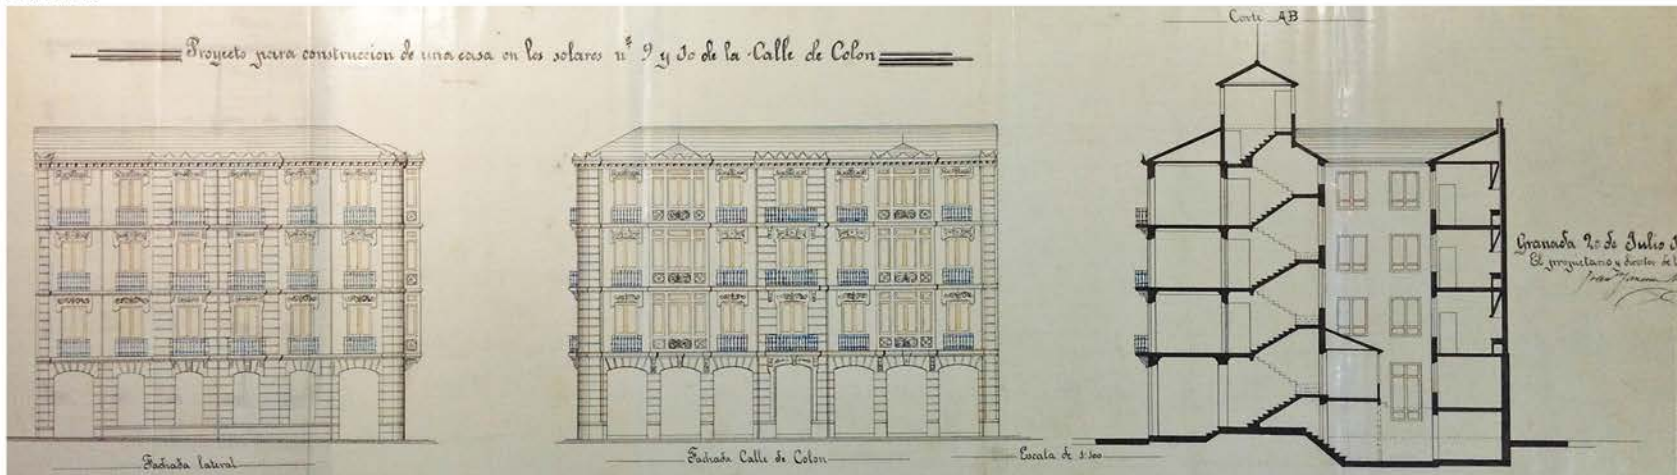 Corte AB
Proyecto para construccion de una casa en los solares nº 9 y 10 de la Calle de Colon
Granada 20 de Julio
El propietario y director de
Fachada lateral
Fachada Calle de Colon
Escala de 1:100